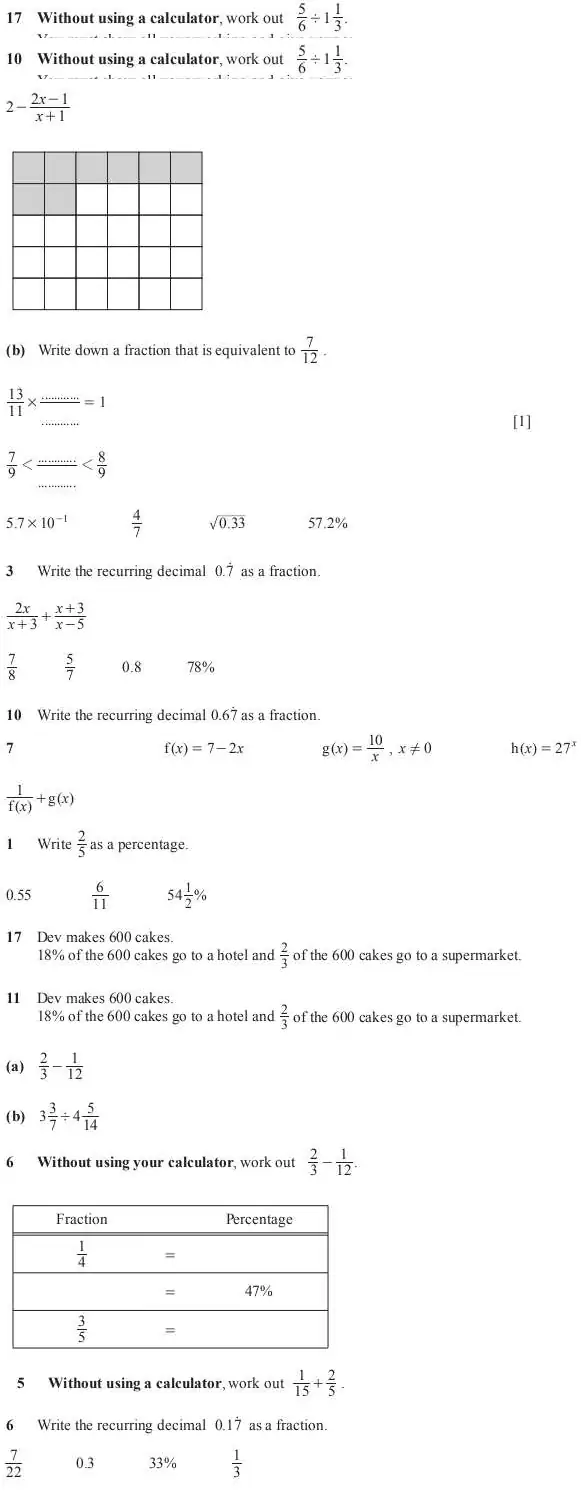 17 Without using a calculator, work out 5/6 ÷ 1 1/3.
10 Without using a calculator, work out 5/6 ÷ 1 1/3.
2 − (2x − 1)/(x + 1)
(b) Write down a fraction that is equivalent to 7/12 .
13/11 × ............/............ = 1
[1]
7/9 < ............/............ < 8/9
5.7 × 10⁻¹ 4/7 √0.33 57.2%
3 Write the recurring decimal 0.7̇ as a fraction.
2x/(x + 3) + (x + 3)/(x − 5)
7/8 5/7 0.8 78%
10 Write the recurring decimal 0.67̇ as a fraction.
7 f(x) = 7 − 2x g(x) = 10/x , x ≠ 0 h(x) = 27ˣ
1/f(x) + g(x)
1 Write 2/5 as a percentage.
0.55 6/11 54 1/2%
17 Dev makes 600 cakes.
18% of the 600 cakes go to a hotel and 2/3 of the 600 cakes go to a supermarket.
11 Dev makes 600 cakes.
18% of the 600 cakes go to a hotel and 2/3 of the 600 cakes go to a supermarket.
(a) 2/3 − 1/12
(b) 3 3/7 ÷ 4 5/14
6 Without using your calculator, work out 2/3 − 1/12.
Fraction Percentage
1/4 =
= 47%
3/5 =
5 Without using a calculator, work out 1/15 + 2/5 .
6 Write the recurring decimal 0.17̇ as a fraction.
7/22 0.3 33% 1/3